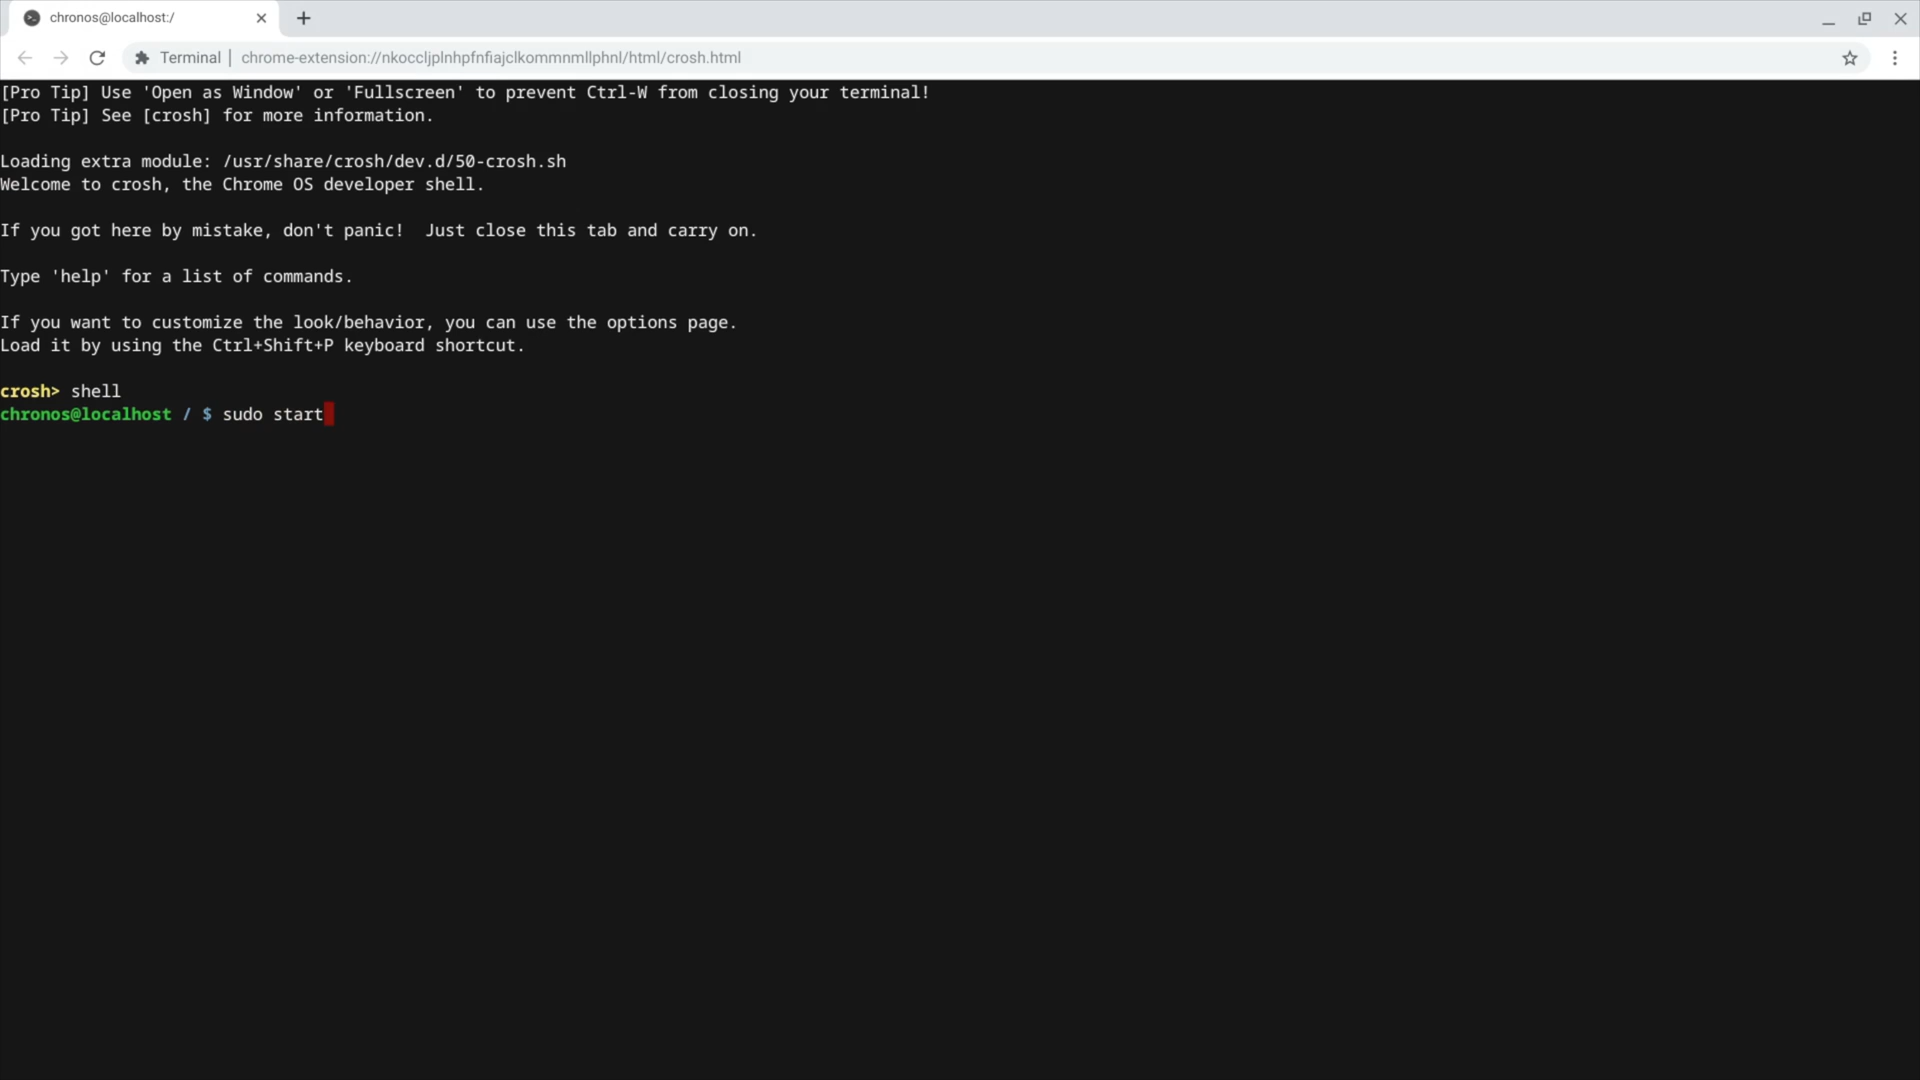 chronos@localhost:/
Terminal | chrome-extension://nkoccljplnhpfnfiajclkommnmllphnl/html/crosh.html
[Pro Tip] Use 'Open as Window' or 'Fullscreen' to prevent Ctrl-W from closing your terminal!
[Pro Tip] See [crosh] for more information.
Loading extra module: /usr/share/crosh/dev.d/50-crosh.sh
Welcome to crosh, the Chrome OS developer shell.
If you got here by mistake, don't panic!  Just close this tab and carry on.
Type 'help' for a list of commands.
If you want to customize the look/behavior, you can use the options page.
Load it by using the Ctrl+Shift+P keyboard shortcut.
crosh> shell
chronos@localhost / $ sudo start